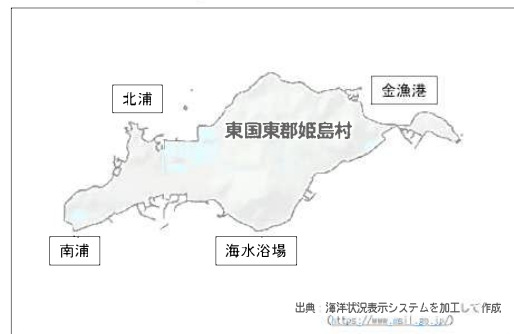 金漁港
北浦
東国東郡姫島村
南浦
海水浴場
出典：海洋状況表示システムを加工して作成
(https://www.msil.go.jp/)